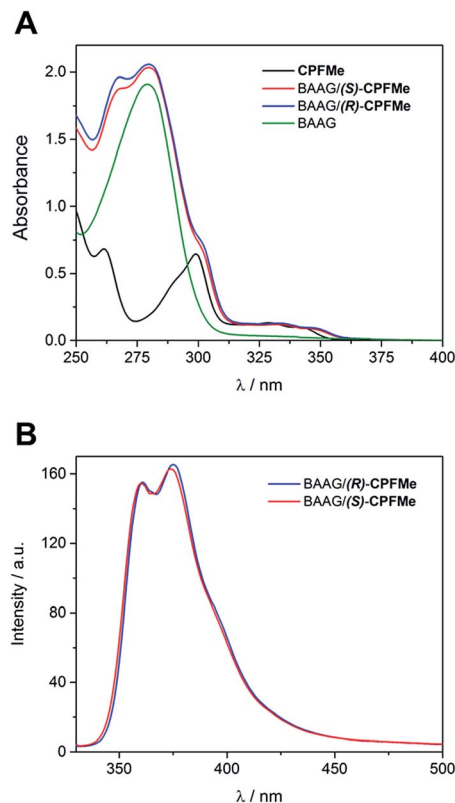 A
2.0
1.5
1.0
0.5
0.0
Absorbance
CPFMe
BAAG/(S)-CPFMe
BAAG/(R)-CPFMe
BAAG
250 275 300 325 350 375 400
λ / nm
B
160
120
80
40
0
Intensity / a.u.
BAAG/(R)-CPFMe
BAAG/(S)-CPFMe
350 400 450 500
λ / nm